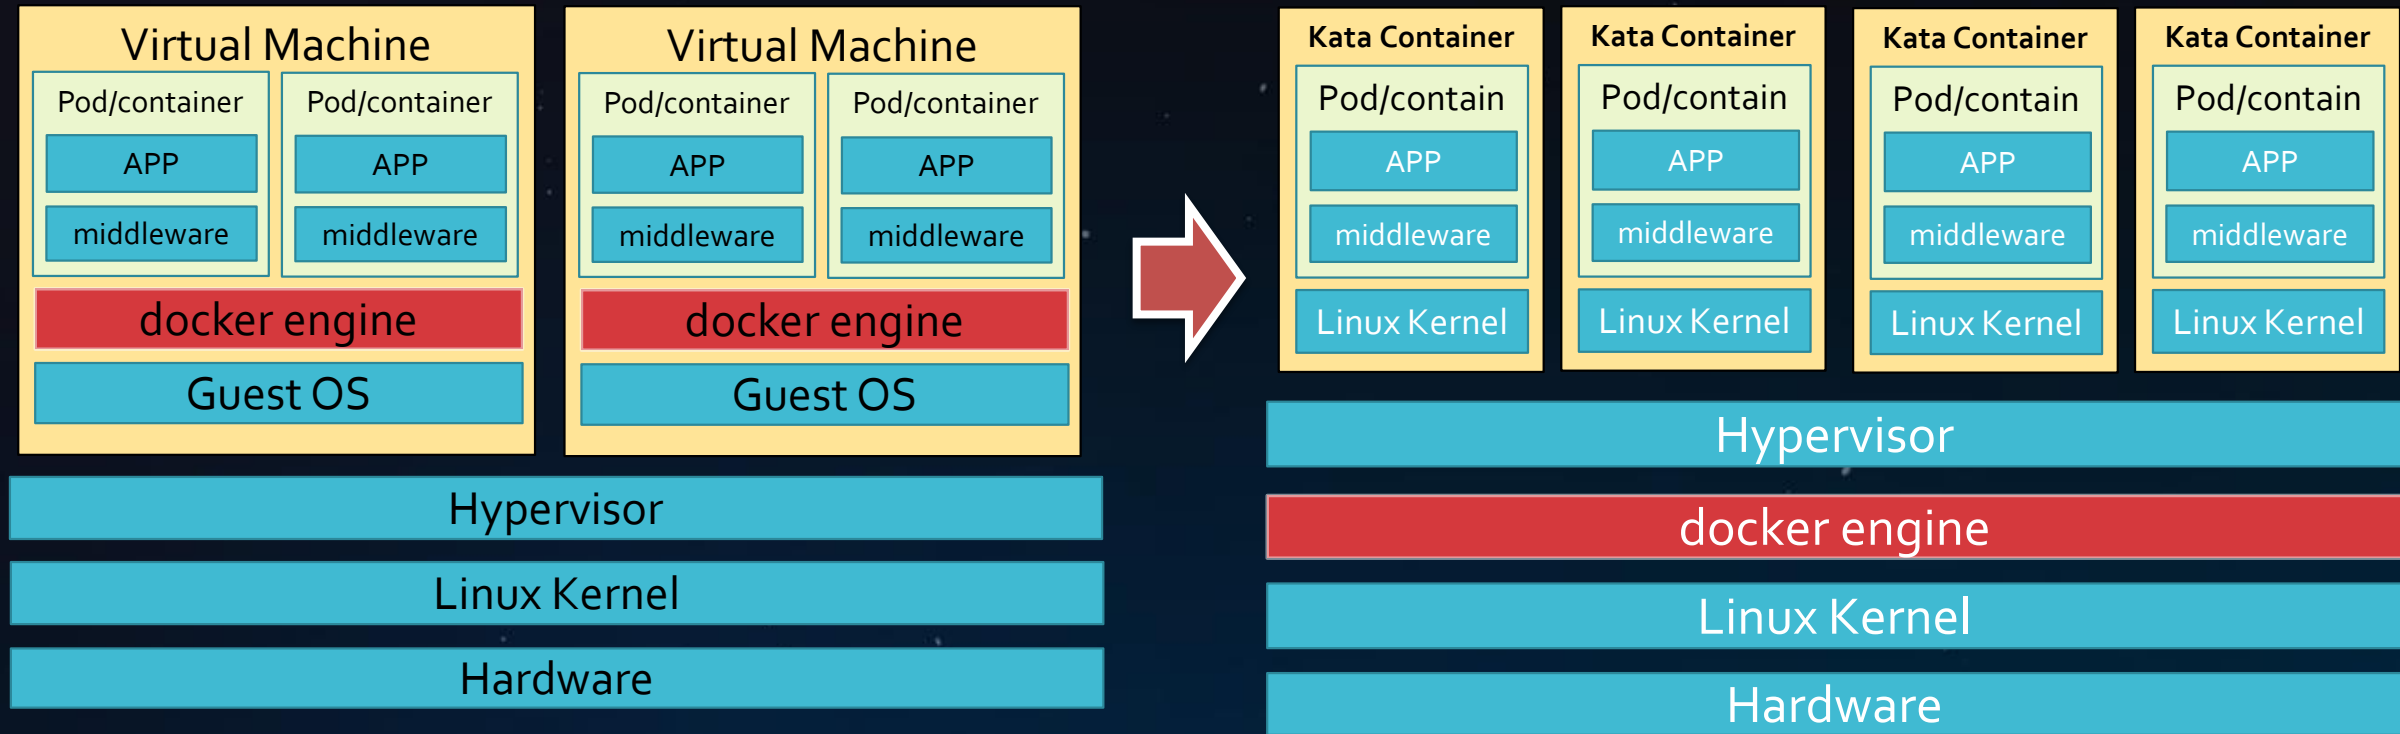 Virtual Machine
Pod/container
APP
middleware
Pod/container
APP
middleware
docker engine
Guest OS
Virtual Machine
Pod/container
APP
middleware
Pod/container
APP
middleware
docker engine
Guest OS
Hypervisor
Linux Kernel
Hardware
Kata Container
Pod/contain
APP
middleware
Linux Kernel
Kata Container
Pod/contain
APP
middleware
Linux Kernel
Kata Container
Pod/contain
APP
middleware
Linux Kernel
Kata Container
Pod/contain
APP
middleware
Linux Kernel
Hypervisor
docker engine
Linux Kernel
Hardware